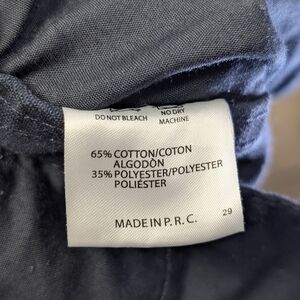 DO NOT BLEACH
NO DRY
MACHINE
65% COTTON/COTON
ALGODÓN
35% POLYESTER/POLYESTER
POLIÉSTER
MADE IN P. R. C.
29